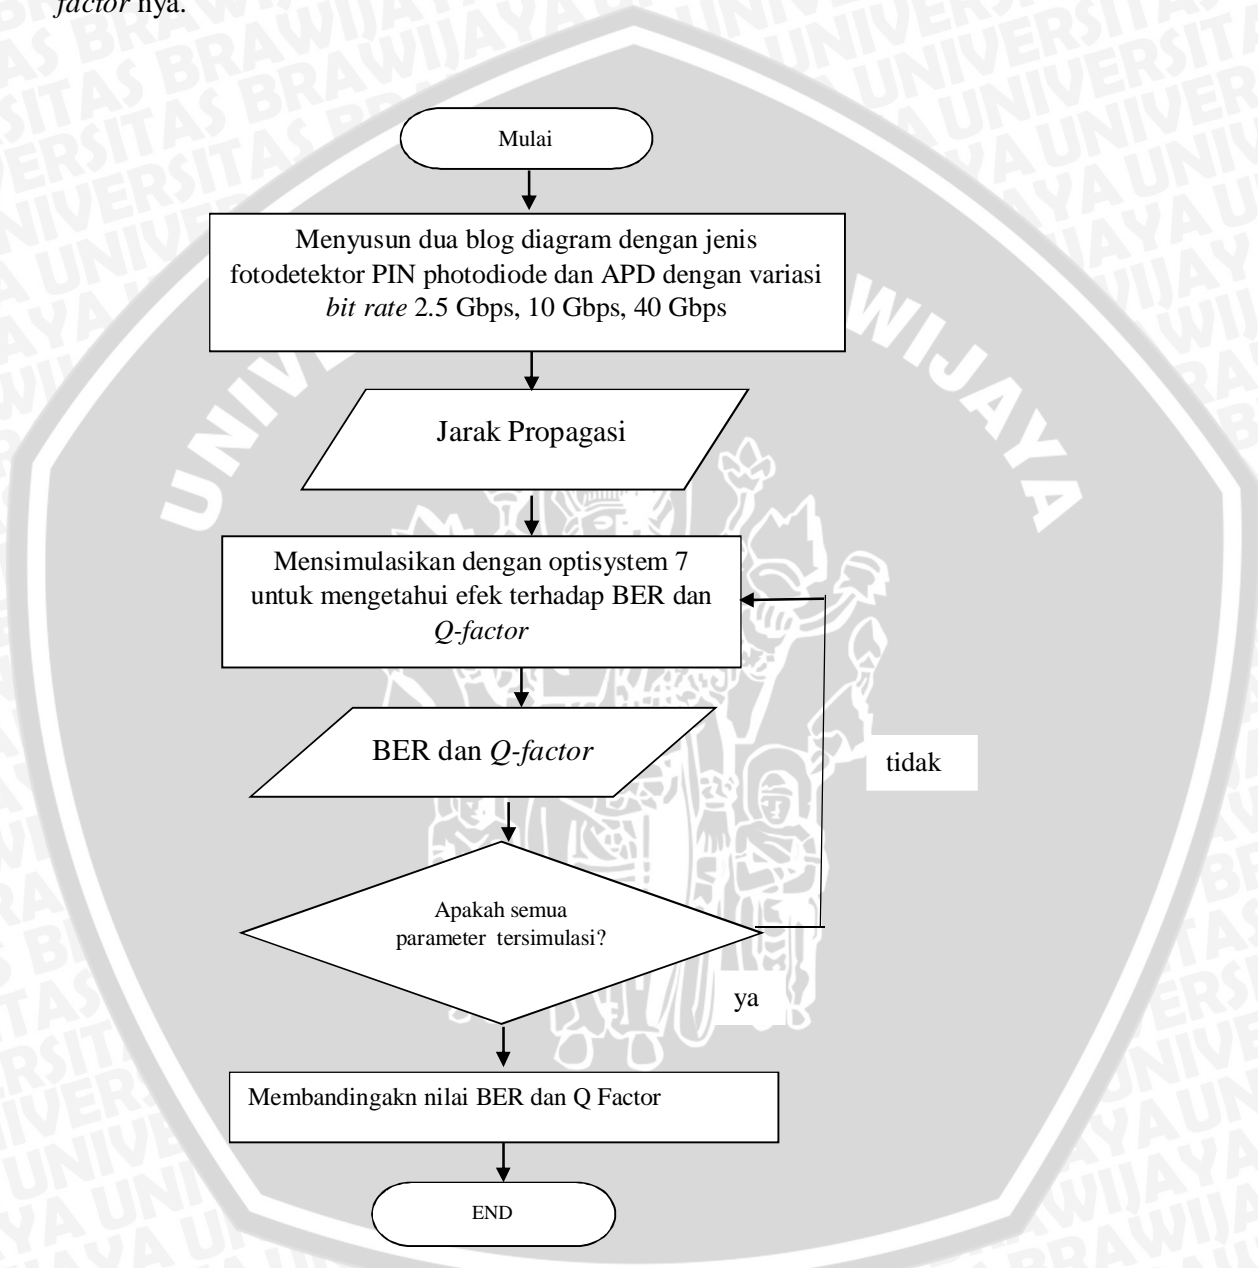 factor nya.
Mulai
Menyusun dua blog diagram dengan jenis
fotodetektor PIN photodiode dan APD dengan variasi
bit rate 2.5 Gbps, 10 Gbps, 40 Gbps
Jarak Propagasi
Mensimulasikan dengan optisystem 7
untuk mengetahui efek terhadap BER dan
Q-factor
BER dan Q-factor
tidak
Apakah semua
parameter tersimulasi?
ya
Membandingakn nilai BER dan Q Factor
END